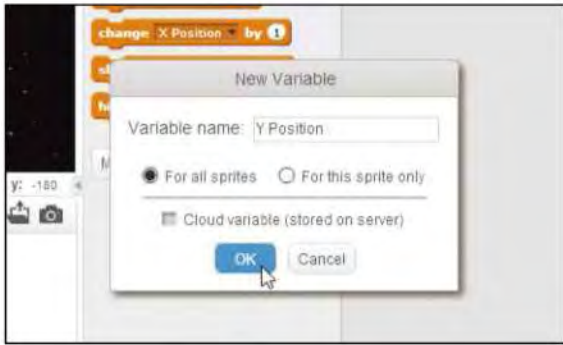 change X Position by 1
New Variable
Variable name: Y Position
For all sprites For this sprite only
y: -180
Cloud variable (stored on server)
OK Cancel